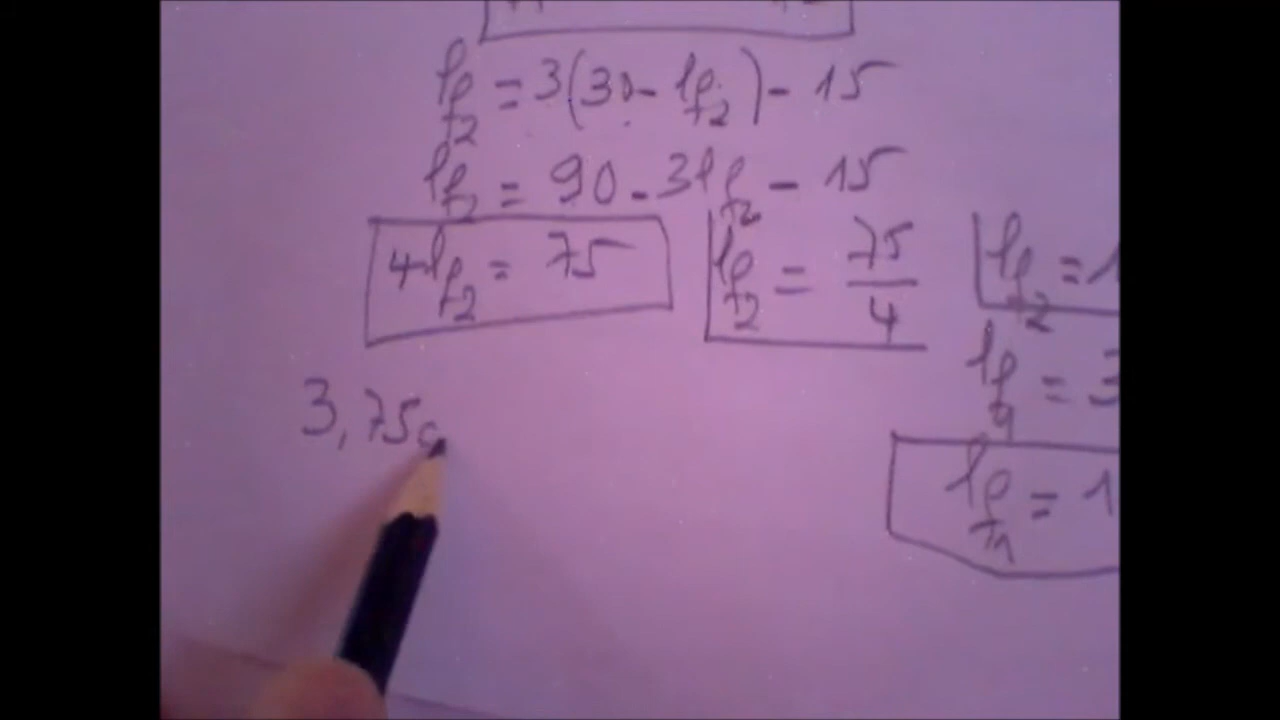 lf₂ = 3(30 - lf₂) - 15
lf₂ = 90 - 3lf₂ - 15
4lf₂ = 75
lf₂ = 75/4
lf₂ = 1
lf₁ = 3
lf₁ = 1
3,75c